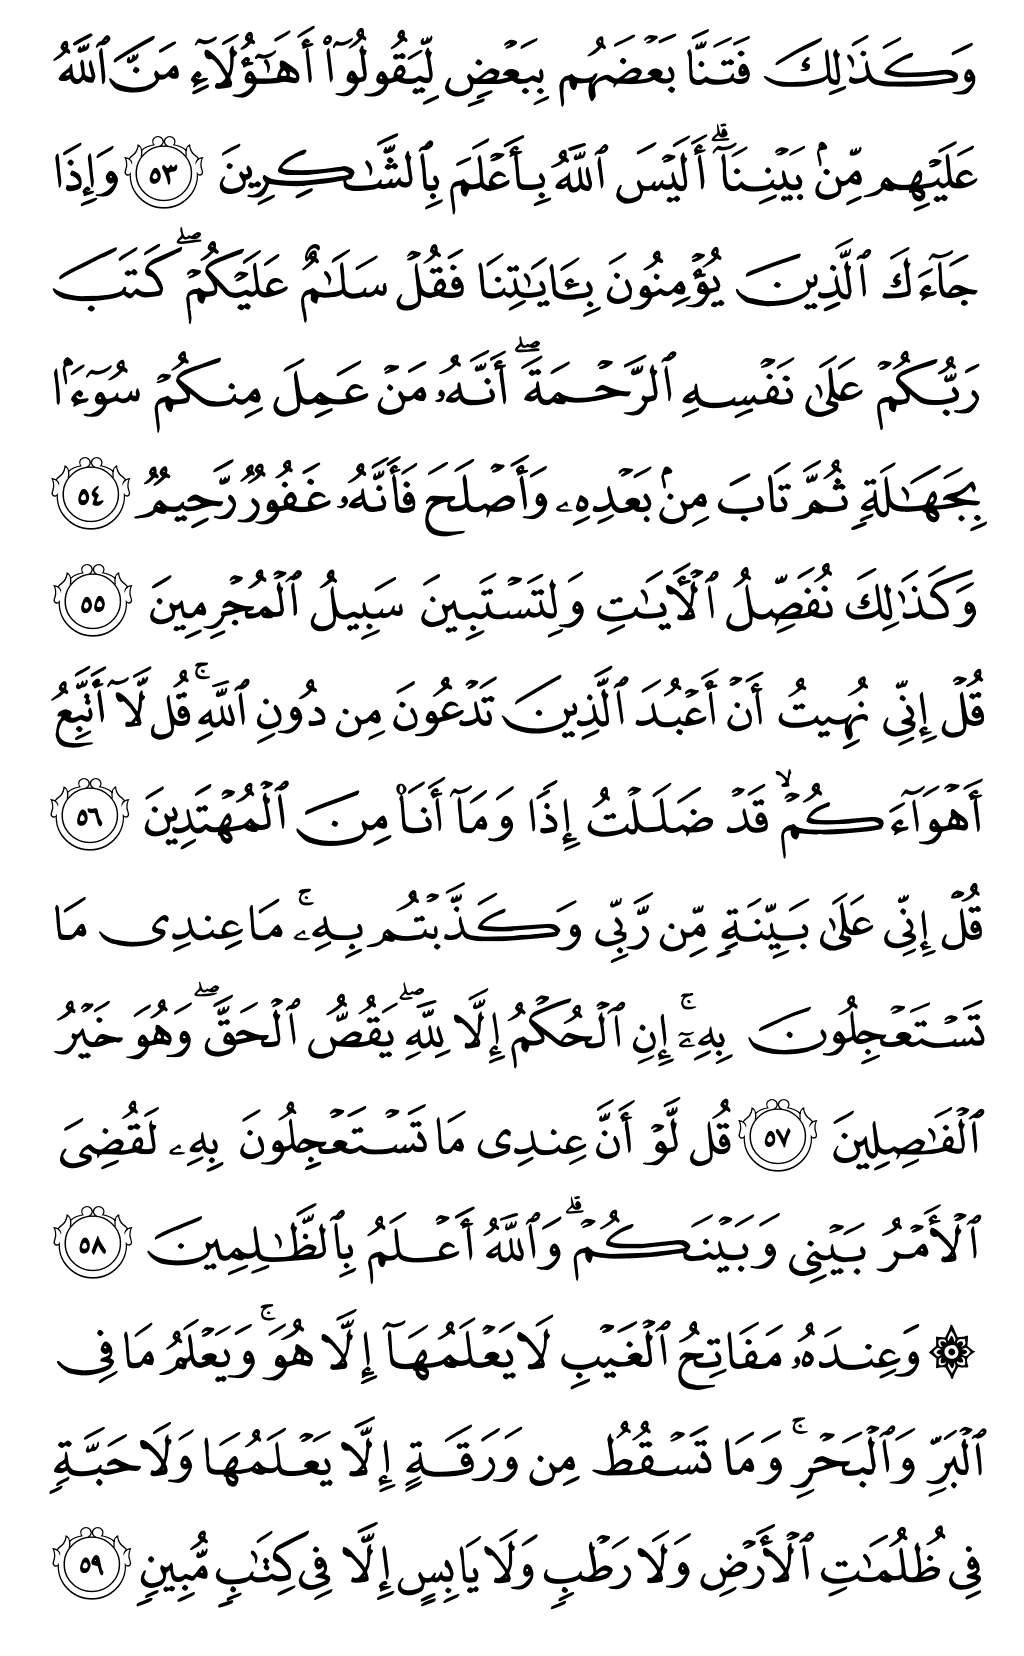 وَكَذَٰلِكَ فَتَنَّا بَعْضَهُم بِبَعْضٍ لِّيَقُولُوٓا۟ أَهَٰٓؤُلَآءِ مَنَّ ٱللَّهُ
عَلَيْهِم مِّنۢ بَيْنِنَآ ۗ أَلَيْسَ ٱللَّهُ بِأَعْلَمَ بِٱلشَّٰكِرِينَ ٥٣ وَإِذَا
جَآءَكَ ٱلَّذِينَ يُؤْمِنُونَ بِـَٔايَٰتِنَا فَقُلْ سَلَٰمٌ عَلَيْكُمْ ۖ كَتَبَ
رَبُّكُمْ عَلَىٰ نَفْسِهِ ٱلرَّحْمَةَ ۖ أَنَّهُۥ مَنْ عَمِلَ مِنكُمْ سُوٓءَۢا
بِجَهَٰلَةٍ ثُمَّ تَابَ مِنۢ بَعْدِهِۦ وَأَصْلَحَ فَأَنَّهُۥ غَفُورٌ رَّحِيمٌ ٥٤
وَكَذَٰلِكَ نُفَصِّلُ ٱلْـَٔايَٰتِ وَلِتَسْتَبِينَ سَبِيلُ ٱلْمُجْرِمِينَ ٥٥
قُلْ إِنِّى نُهِيتُ أَنْ أَعْبُدَ ٱلَّذِينَ تَدْعُونَ مِن دُونِ ٱللَّهِ ۚ قُل لَّآ أَتَّبِعُ
أَهْوَآءَكُمْ ۙ قَدْ ضَلَلْتُ إِذًا وَمَآ أَنَا۠ مِنَ ٱلْمُهْتَدِينَ ٥٦
قُلْ إِنِّى عَلَىٰ بَيِّنَةٍ مِّن رَّبِّى وَكَذَّبْتُم بِهِۦ ۚ مَا عِندِى مَا
تَسْتَعْجِلُونَ بِهِۦٓ ۚ إِنِ ٱلْحُكْمُ إِلَّا لِلَّهِ ۖ يَقُصُّ ٱلْحَقَّ ۖ وَهُوَ خَيْرُ
ٱلْفَٰصِلِينَ ٥٧ قُل لَّوْ أَنَّ عِندِى مَا تَسْتَعْجِلُونَ بِهِۦ لَقُضِىَ
ٱلْأَمْرُ بَيْنِى وَبَيْنَكُمْ ۗ وَٱللَّهُ أَعْلَمُ بِٱلظَّٰلِمِينَ ٥٨
۞ وَعِندَهُۥ مَفَاتِحُ ٱلْغَيْبِ لَا يَعْلَمُهَآ إِلَّا هُوَ ۚ وَيَعْلَمُ مَا فِى
ٱلْبَرِّ وَٱلْبَحْرِ ۚ وَمَا تَسْقُطُ مِن وَرَقَةٍ إِلَّا يَعْلَمُهَا وَلَا حَبَّةٍ
فِى ظُلُمَٰتِ ٱلْأَرْضِ وَلَا رَطْبٍ وَلَا يَابِسٍ إِلَّا فِى كِتَٰبٍ مُّبِينٍ ٥٩